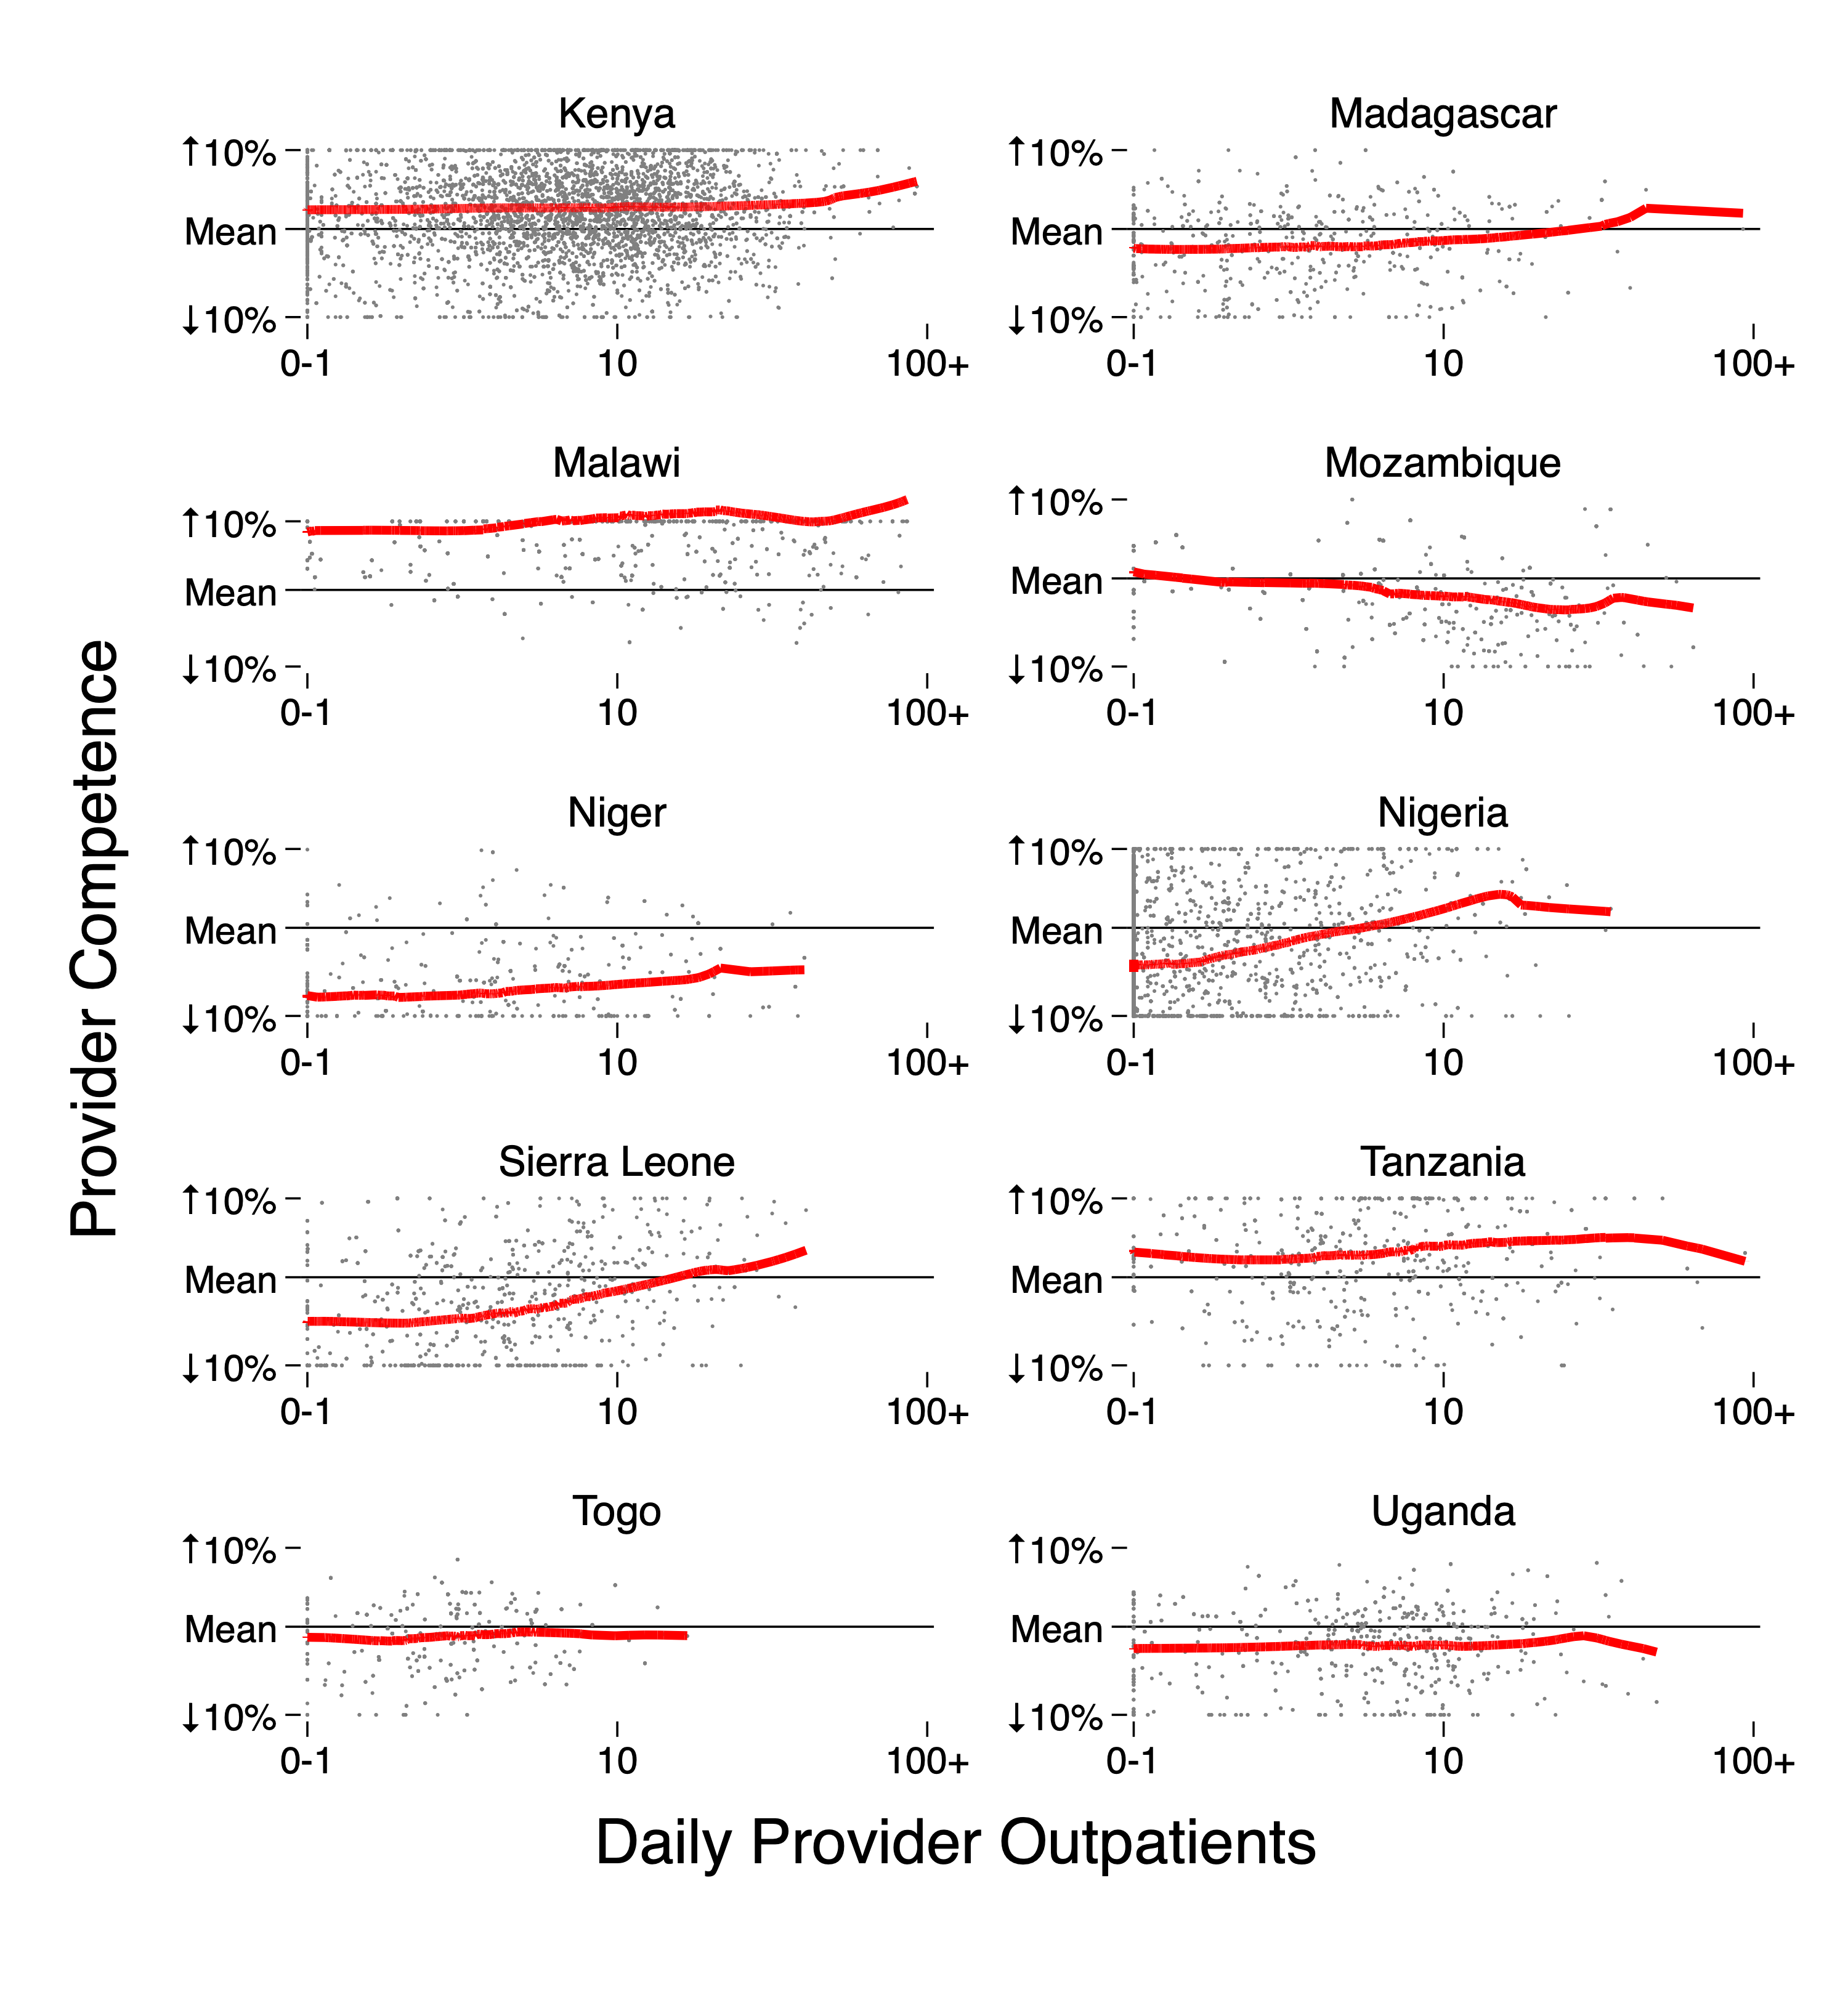 Kenya
↑10%
Mean
↓10%
0-1 10 100+
Madagascar
↑10%
Mean
↓10%
0-1 10 100+
Malawi
↑10%
Mean
↓10%
0-1 10 100+
Mozambique
↑10%
Mean
↓10%
0-1 10 100+
Niger
↑10%
Mean
↓10%
0-1 10 100+
Nigeria
↑10%
Mean
↓10%
0-1 10 100+
Sierra Leone
↑10%
Mean
↓10%
0-1 10 100+
Tanzania
↑10%
Mean
↓10%
0-1 10 100+
Togo
↑10%
Mean
↓10%
0-1 10 100+
Uganda
↑10%
Mean
↓10%
0-1 10 100+
Provider Competence
Daily Provider Outpatients